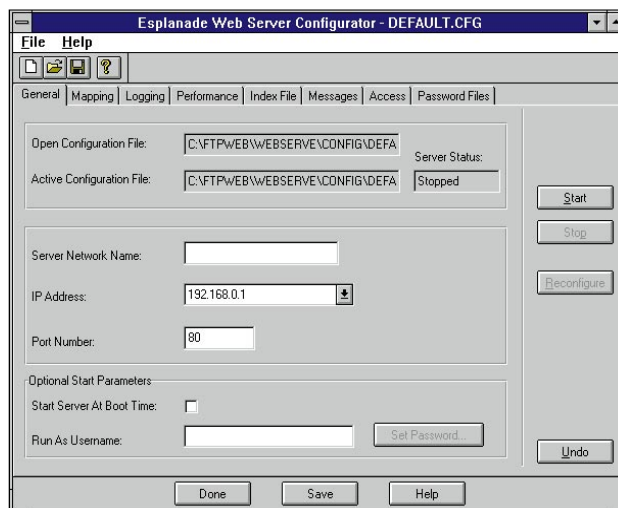 Esplanade Web Server Configurator - DEFAULT.CFG
File Help
General Mapping Logging Performance Index File Messages Access Password Files
Open Configuration File: C:\FTPWEB\WEBSERVE\CONFIG\DEFA
Server Status:
Active Configuration File: C:\FTPWEB\WEBSERVE\CONFIG\DEFA Stopped
Start
Stop
Server Network Name:
Reconfigure
IP Address: 192.168.0.1
Port Number: 80
Optional Start Parameters
Start Server At Boot Time:
Run As Username: Set Password...
Undo
Done Save Help